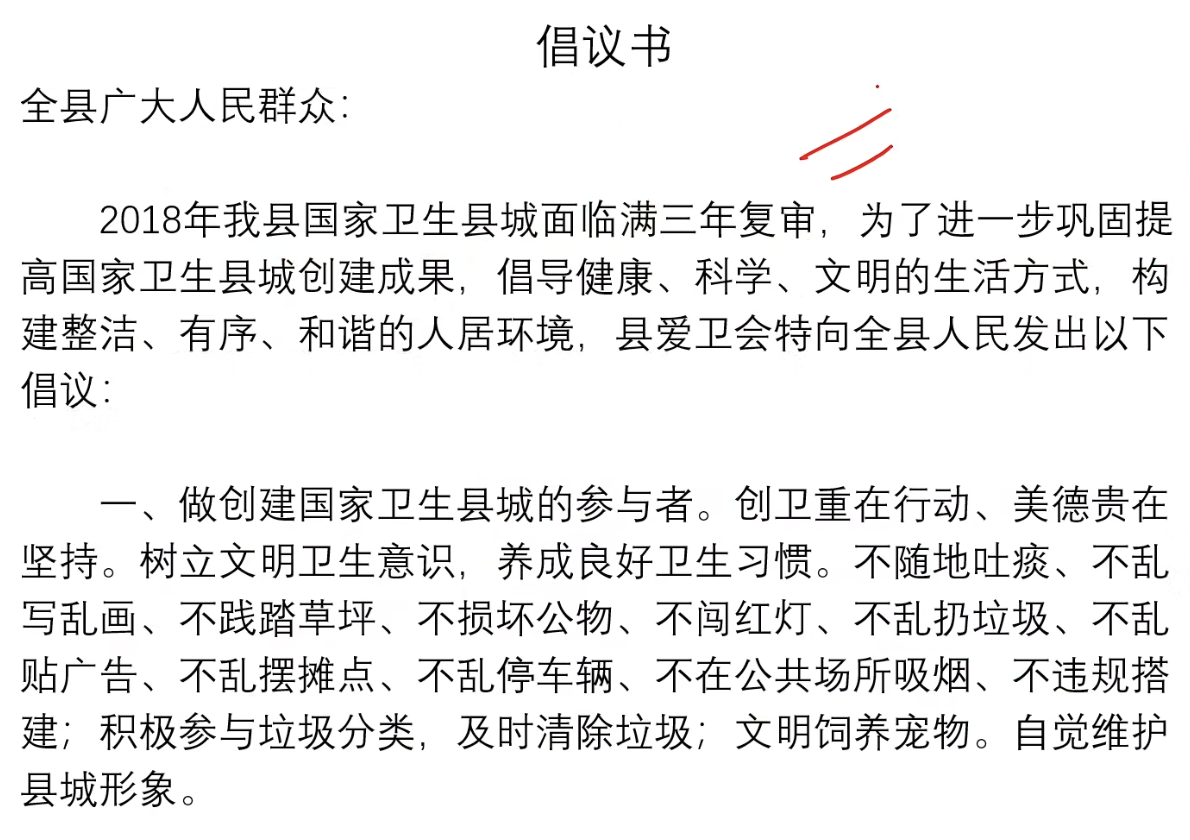 倡议书
全县广大人民群众：
2018年我县国家卫生县城面临满三年复审，为了进一步巩固提
高国家卫生县城创建成果，倡导健康、科学、文明的生活方式，构
建整洁、有序、和谐的人居环境，县爱卫会特向全县人民发出以下
倡议：
一、做创建国家卫生县城的参与者。创卫重在行动、美德贵在
坚持。树立文明卫生意识，养成良好卫生习惯。不随地吐痰、不乱
写乱画、不践踏草坪、不损坏公物、不闯红灯、不乱扔垃圾、不乱
贴广告、不乱摆摊点、不乱停车辆、不在公共场所吸烟、不违规搭
建；积极参与垃圾分类，及时清除垃圾；文明饲养宠物。自觉维护
县城形象。